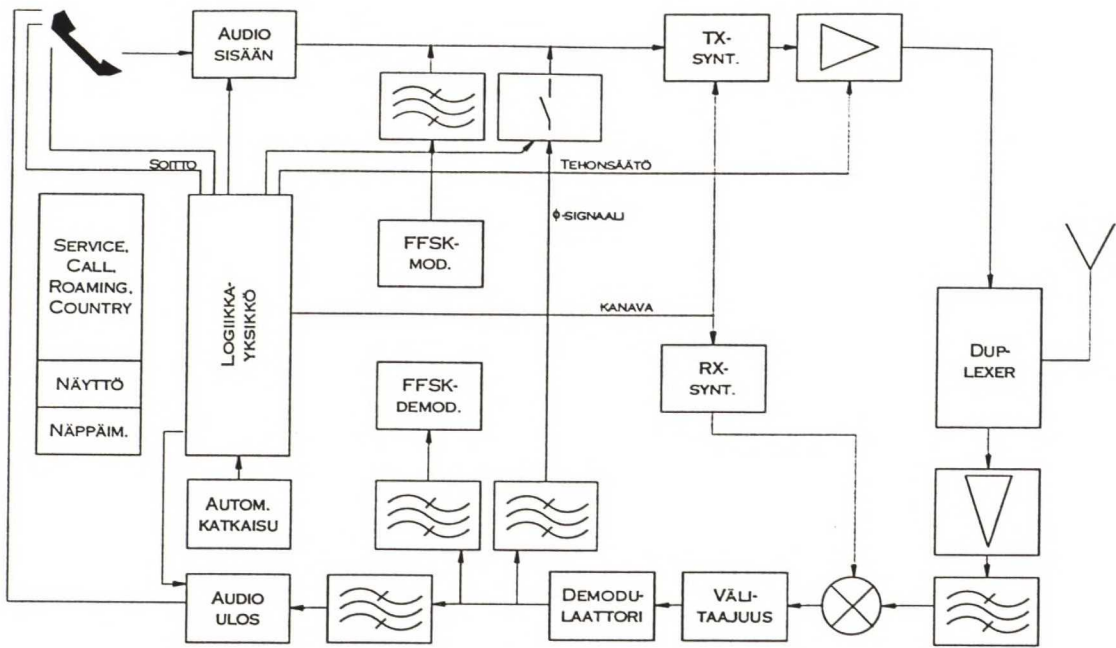 AUDIO
SISÄÄN
TX-
SYNT.
SOITTO
TEHONSÄÄTÖ
ϕ-SIGNAALI
SERVICE,
CALL,
ROAMING,
COUNTRY
NÄYTTÖ
NÄPPÄIM.
LOGIIKKA-
YKSIKKÖ
FFSK-
MOD.
KANAVA
RX-
SYNT.
DUP-
LEXER
FFSK-
DEMOD.
AUTOM.
KATKAISU
AUDIO
ULOS
DEMODU-
LAATTORI
VÄLI-
TAAJUUS